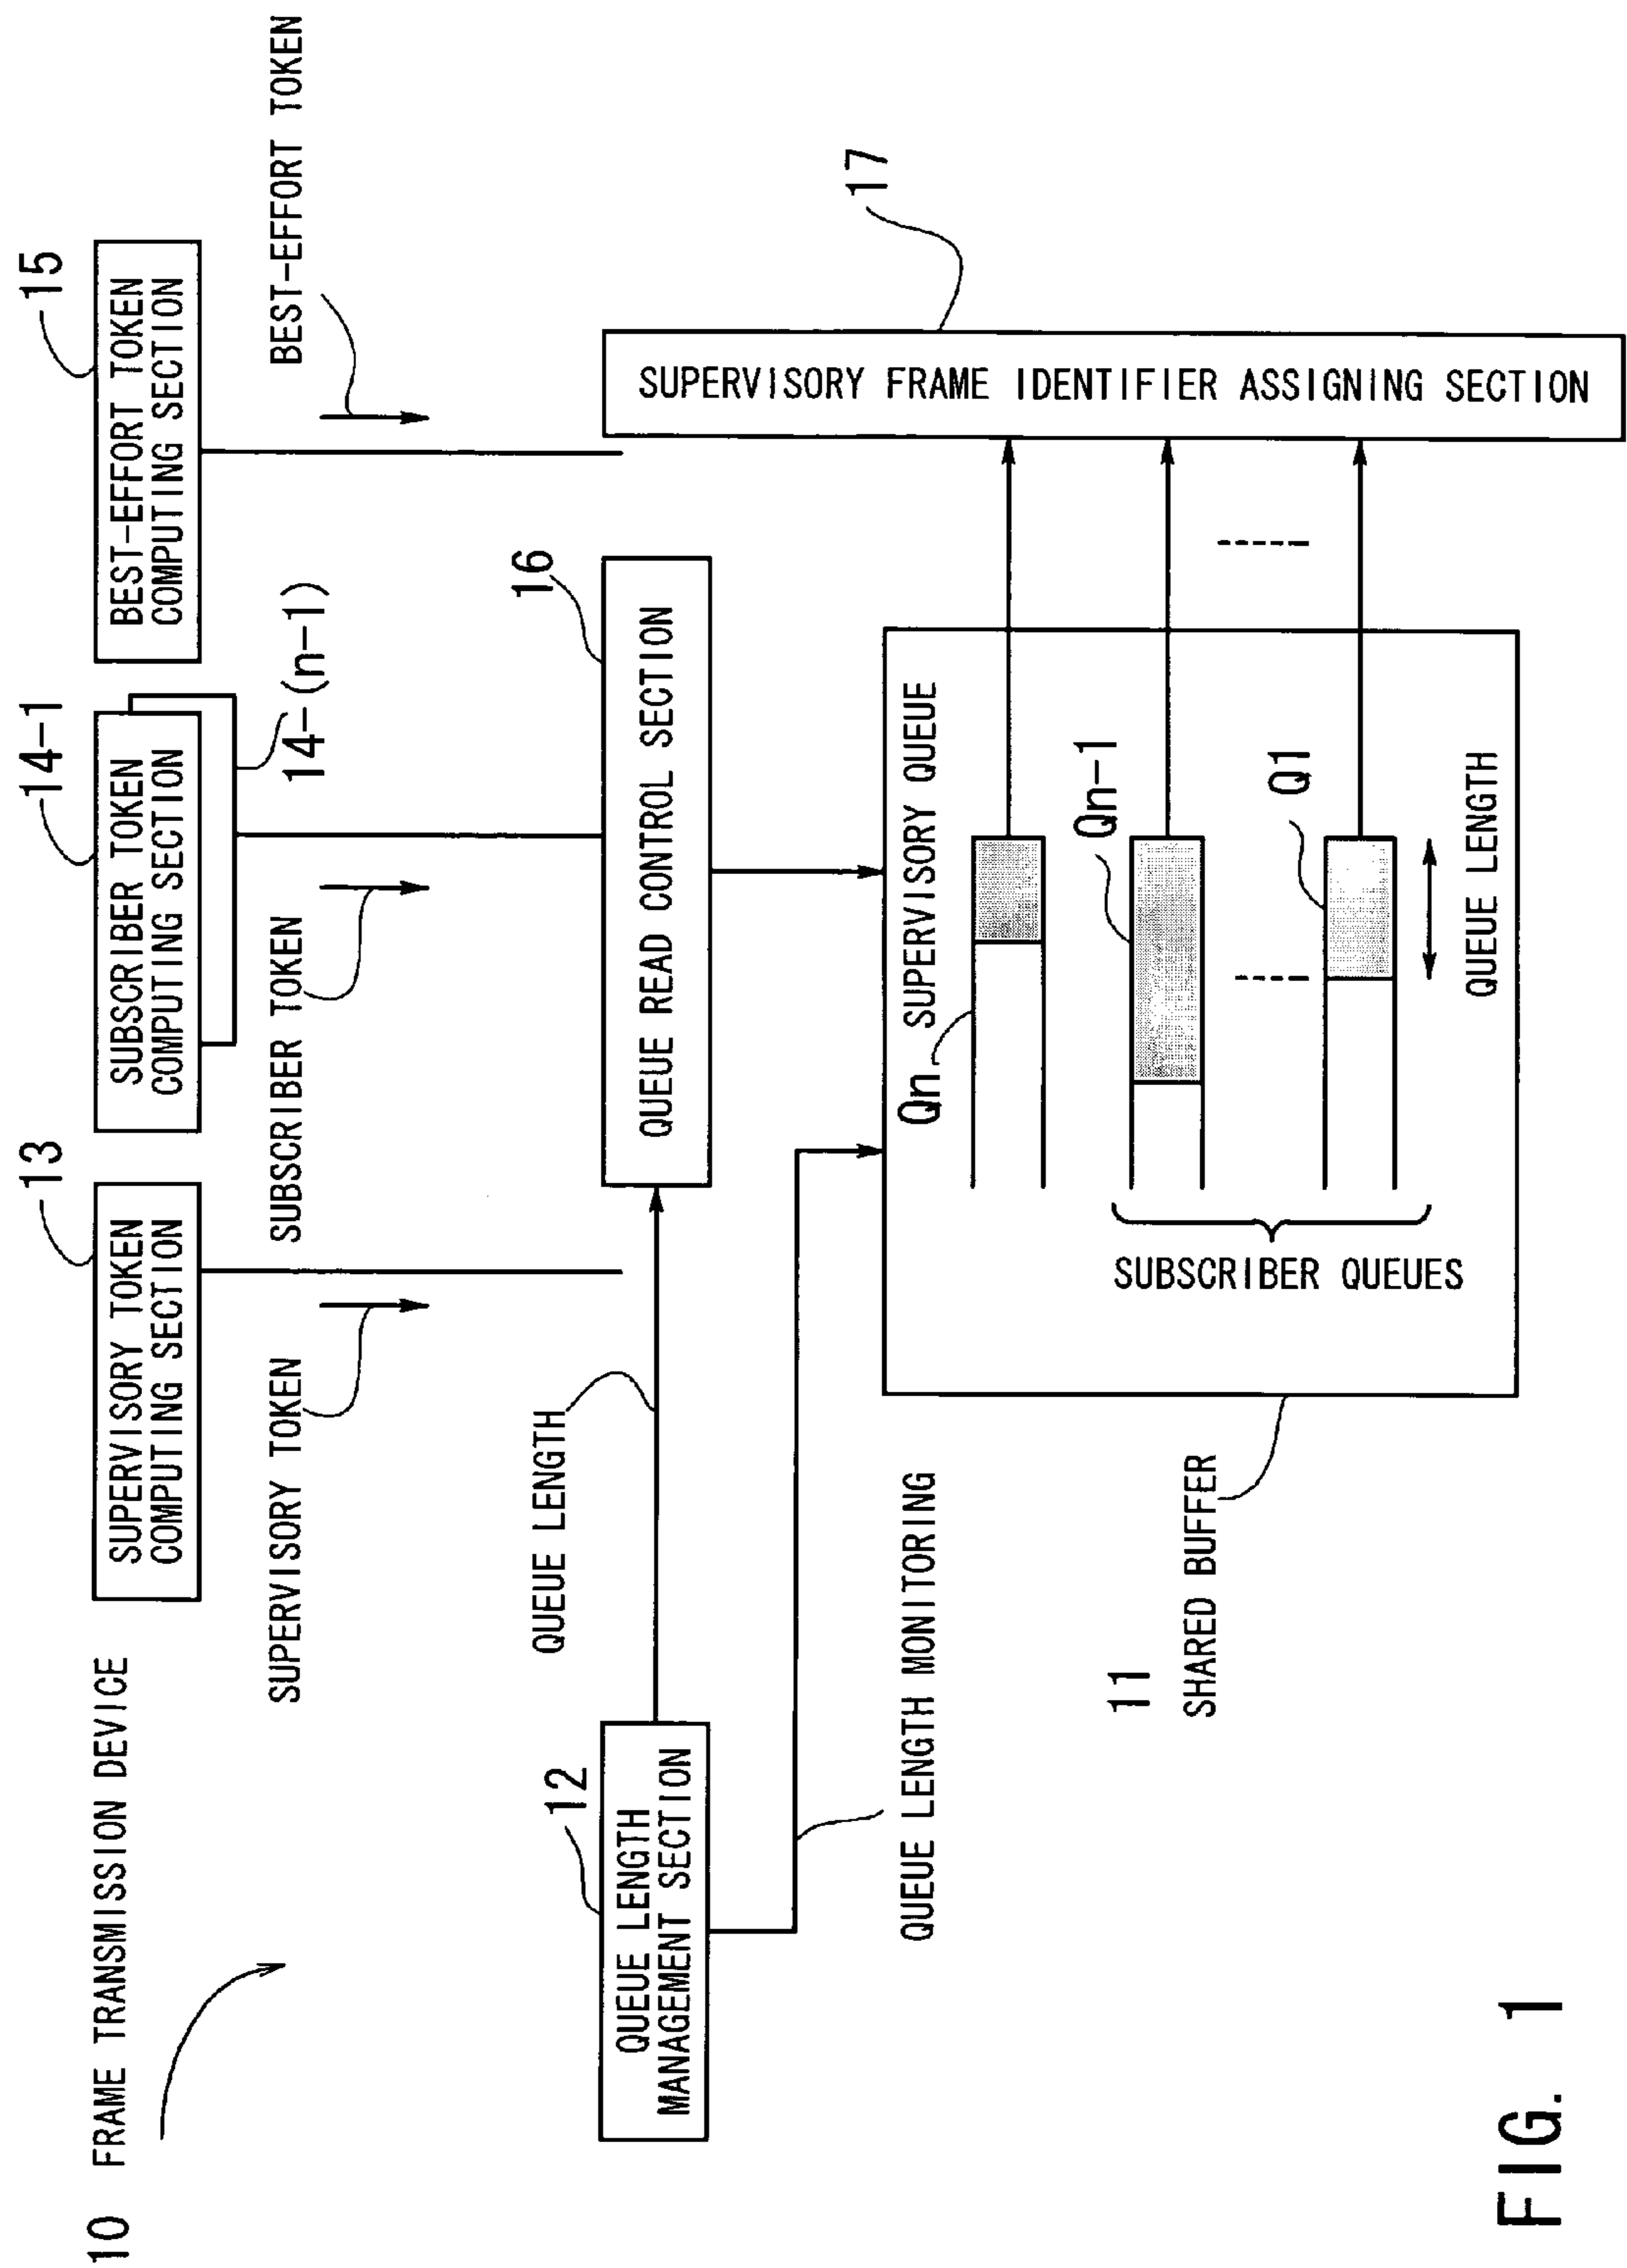 10 FRAME TRANSMISSION DEVICE
13
SUPERVISORY TOKEN
COMPUTING SECTION
14-1
SUBSCRIBER TOKEN
COMPUTING SECTION
14-(n-1)
15
BEST-EFFORT TOKEN
COMPUTING SECTION
SUPERVISORY TOKEN
SUBSCRIBER TOKEN
BEST-EFFORT TOKEN
12
QUEUE LENGTH
MANAGEMENT SECTION
QUEUE LENGTH
16
QUEUE READ CONTROL SECTION
17
SUPERVISORY FRAME IDENTIFIER ASSIGNING SECTION
QUEUE LENGTH MONITORING
Qn
SUPERVISORY QUEUE
Qn-1
Q1
SUBSCRIBER QUEUES
QUEUE LENGTH
11
SHARED BUFFER
FIG. 1